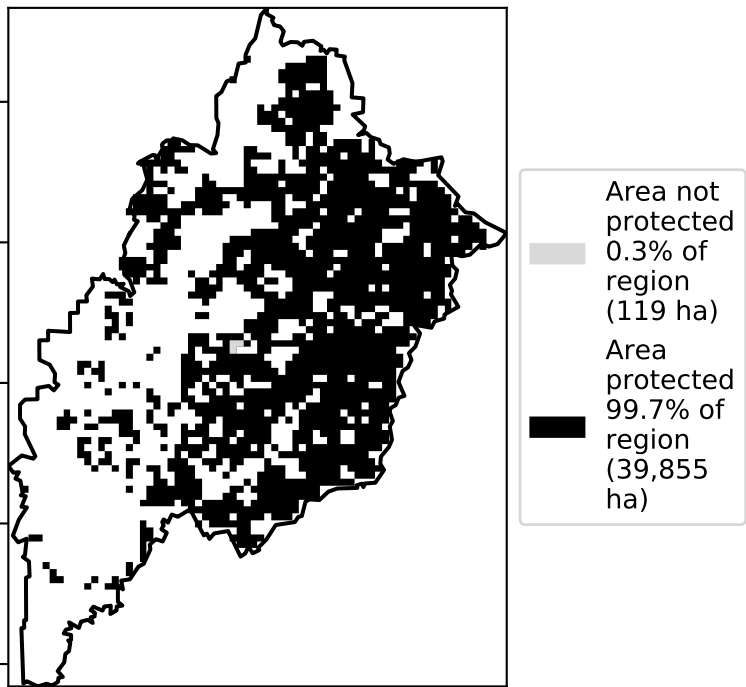 Area not
protected
0.3% of
region
(119 ha)
Area
protected
99.7% of
region
(39,855
ha)